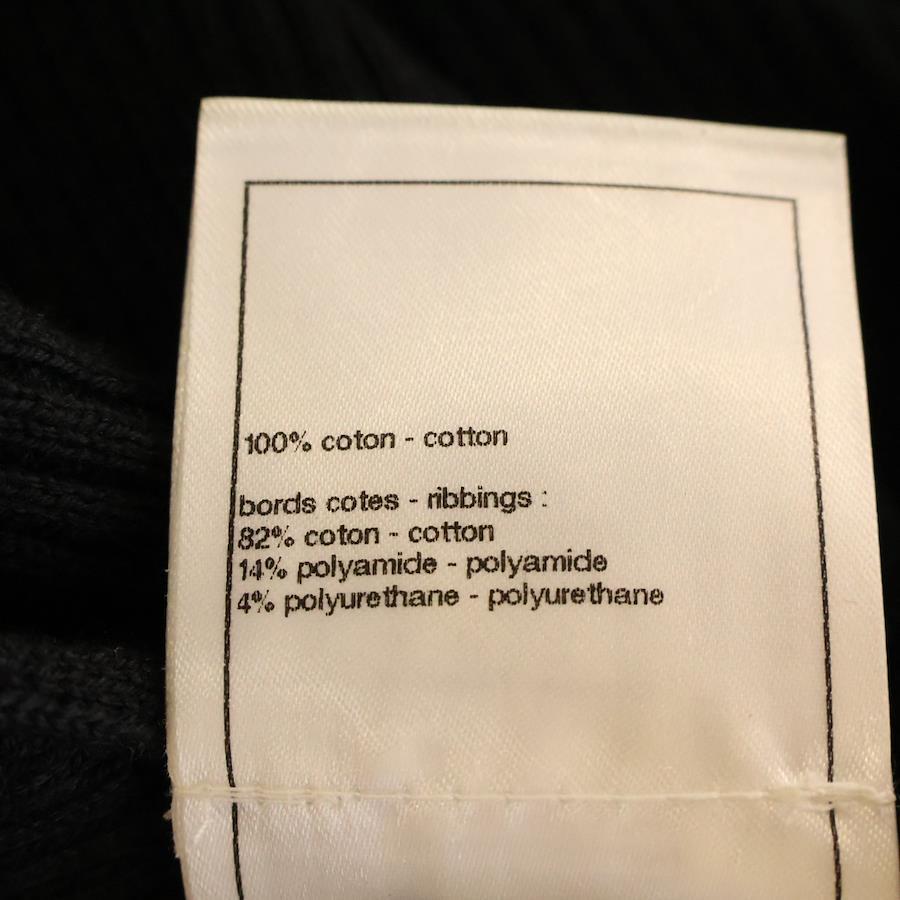 100% coton - cotton
bords cotes - ribbings :
82% coton - cotton
14% polyamide - polyamide
4% polyurethane - polyurethane